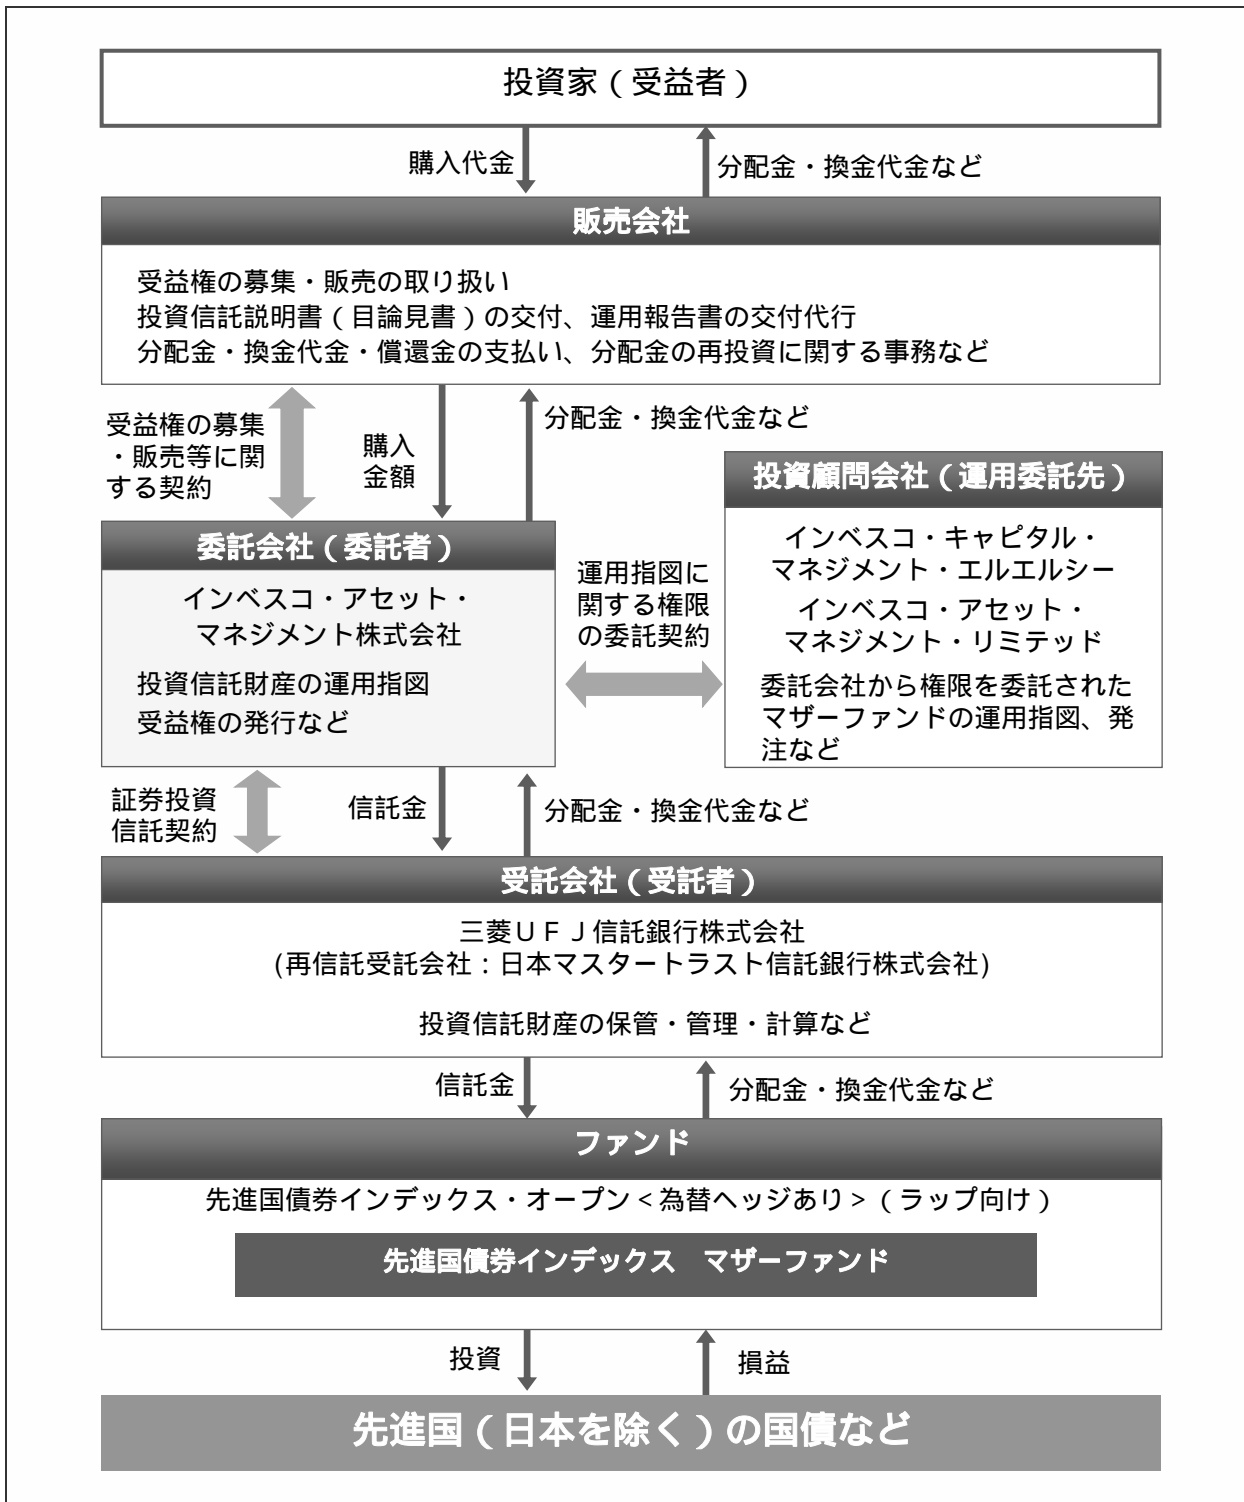 投資家（受益者）
購入代金
分配金・換金代金など
販売会社
受益権の募集・販売の取り扱い
投資信託説明書（目論見書）の交付、運用報告書の交付代行
分配金・換金代金・償還金の支払い、分配金の再投資に関する事務など
受益権の募集
・販売等に関
する契約
購入
金額
分配金・換金代金など
委託会社（委託者）
インベスコ・アセット・
マネジメント株式会社
投資信託財産の運用指図
受益権の発行など
運用指図に
関する権限
の委託契約
投資顧問会社（運用委託先）
インベスコ・キャピタル・
マネジメント・エルエルシー
インベスコ・アセット・
マネジメント・リミテッド
委託会社から権限を委託された
マザーファンドの運用指図、発
注など
証券投資
信託契約
信託金
分配金・換金代金など
受託会社（受託者）
三菱ＵＦＪ信託銀行株式会社
(再信託受託会社：日本マスタートラスト信託銀行株式会社)
投資信託財産の保管・管理・計算など
信託金
分配金・換金代金など
ファンド
先進国債券インデックス・オープン＜為替ヘッジあり＞（ラップ向け）
先進国債券インデックス　マザーファンド
投資
損益
先進国（日本を除く）の国債など